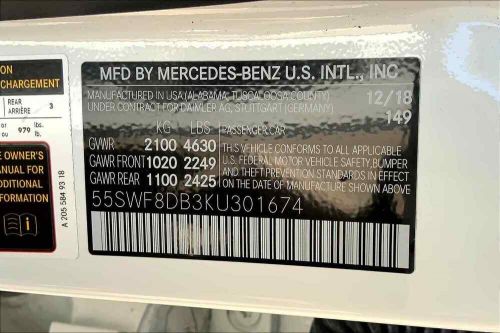 ON
CHARGEMENT
REAR
ARRIÈRE
3
ou
979
lbs.
lb.
E OWNER'S
MANUAL FOR
ADDITIONAL
INFORMATION
A 205 584 93 18
MFD BY MERCEDES-BENZ U.S. INTL., INC
MANUFACTURED IN USA(ALABAMA, TUSCALOOSA COUNTY)
UNDER CONTRACT FOR DAIMLER AG, STUTTGART (GERMANY)
12/18
149
KG LBS
GVWR 2100 4630
GAWR FRONT 1020 2249
GAWR REAR 1100 2425
PASSENGER CAR
THIS VEHICLE CONFORMS TO ALL APPLICABLE
U.S. FEDERAL MOTOR VEHICLE SAFETY, BUMPER
AND THEFT PREVENTION STANDARDS IN EFFECT
ON THE DATE OF MANUFACTURE SHOWN ABOVE.
55SWF8DB3KU301674